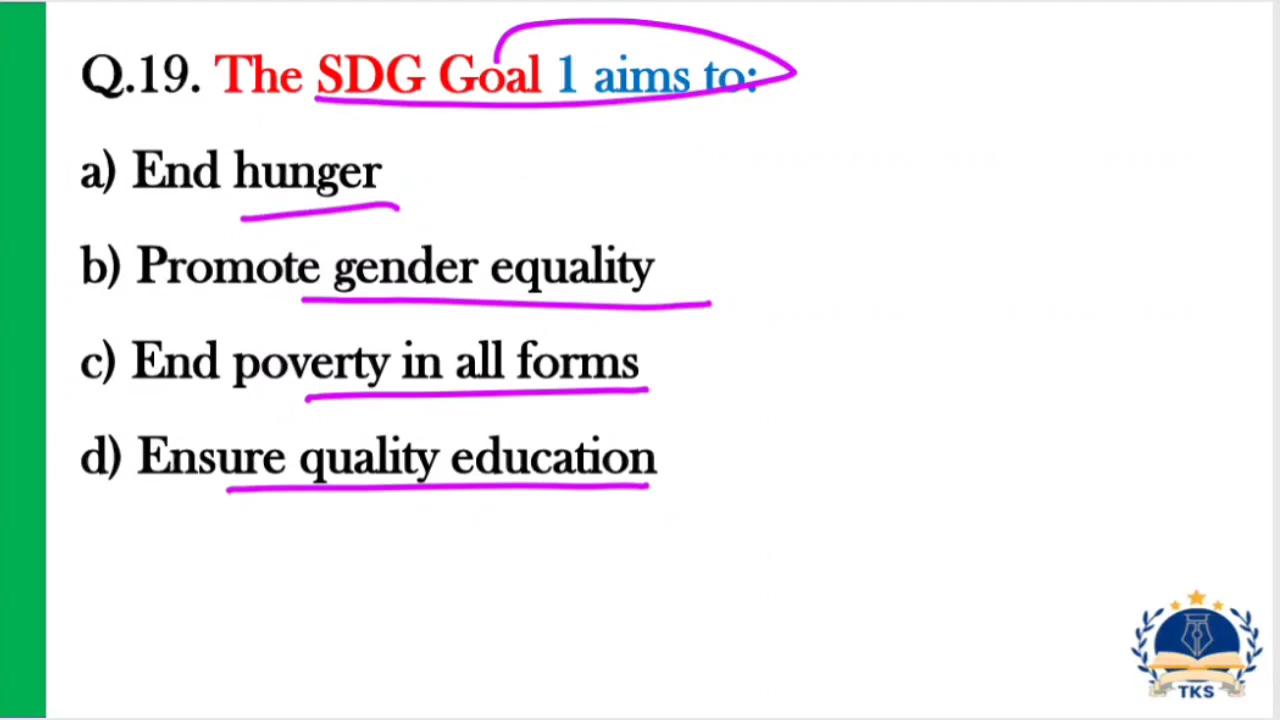 Q.19. The SDG Goal 1 aims to:
a) End hunger
b) Promote gender equality
c) End poverty in all forms
d) Ensure quality education
TKS